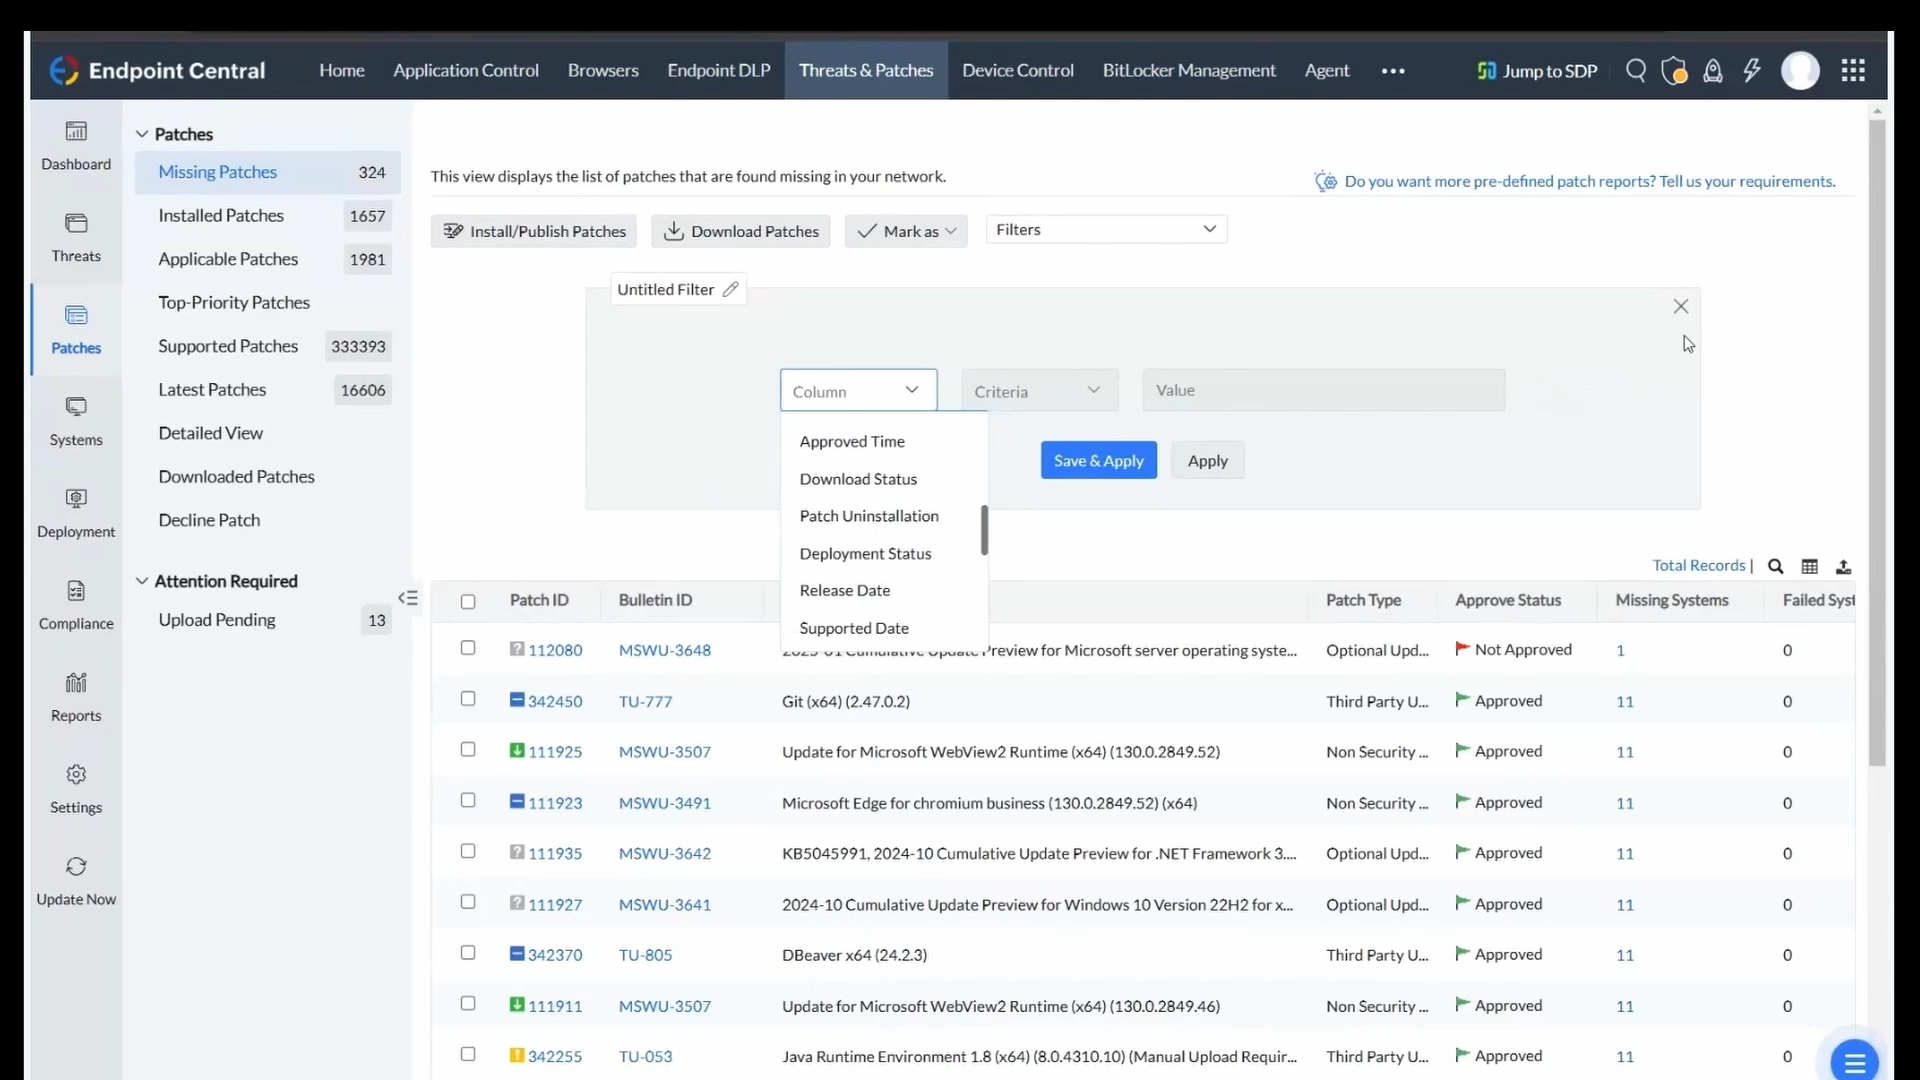 Endpoint Central
Home
Application Control
Browsers
Endpoint DLP
Threats & Patches
Device Control
BitLocker Management
Agent
Jump to SDP
Dashboard
Threats
Patches
Systems
Deployment
Compliance
Reports
Settings
Update Now
Patches
Missing Patches 324
Installed Patches 1657
Applicable Patches 1981
Top-Priority Patches
Supported Patches 333393
Latest Patches 16606
Detailed View
Downloaded Patches
Decline Patch
Attention Required
Upload Pending 13
This view displays the list of patches that are found missing in your network.
Do you want more pre-defined patch reports? Tell us your requirements.
Install/Publish Patches
Download Patches
Mark as
Filters
Untitled Filter
Column
Criteria
Value
Approved Time
Download Status
Patch Uninstallation
Deployment Status
Release Date
Supported Date
Save & Apply
Apply
Total Records |
Patch ID Bulletin ID Patch Type Approve Status Missing Systems Failed Syst
112080 MSWU-3648 2025-01 Cumulative Update Preview for Microsoft server operating syste... Optional Upd... Not Approved 1 0
342450 TU-777 Git (x64) (2.47.0.2) Third Party U... Approved 11 0
111925 MSWU-3507 Update for Microsoft WebView2 Runtime (x64) (130.0.2849.52) Non Security ... Approved 11 0
111923 MSWU-3491 Microsoft Edge for chromium business (130.0.2849.52) (x64) Non Security ... Approved 11 0
111935 MSWU-3642 KB5045991, 2024-10 Cumulative Update Preview for .NET Framework 3.... Optional Upd... Approved 11 0
111927 MSWU-3641 2024-10 Cumulative Update Preview for Windows 10 Version 22H2 for x... Optional Upd... Approved 11 0
342370 TU-805 DBeaver x64 (24.2.3) Third Party U... Approved 11 0
111911 MSWU-3507 Update for Microsoft WebView2 Runtime (x64) (130.0.2849.46) Non Security ... Approved 11 0
342255 TU-053 Java Runtime Environment 1.8 (x64) (8.0.4310.10) (Manual Upload Requir... Third Party U... Approved 11 0